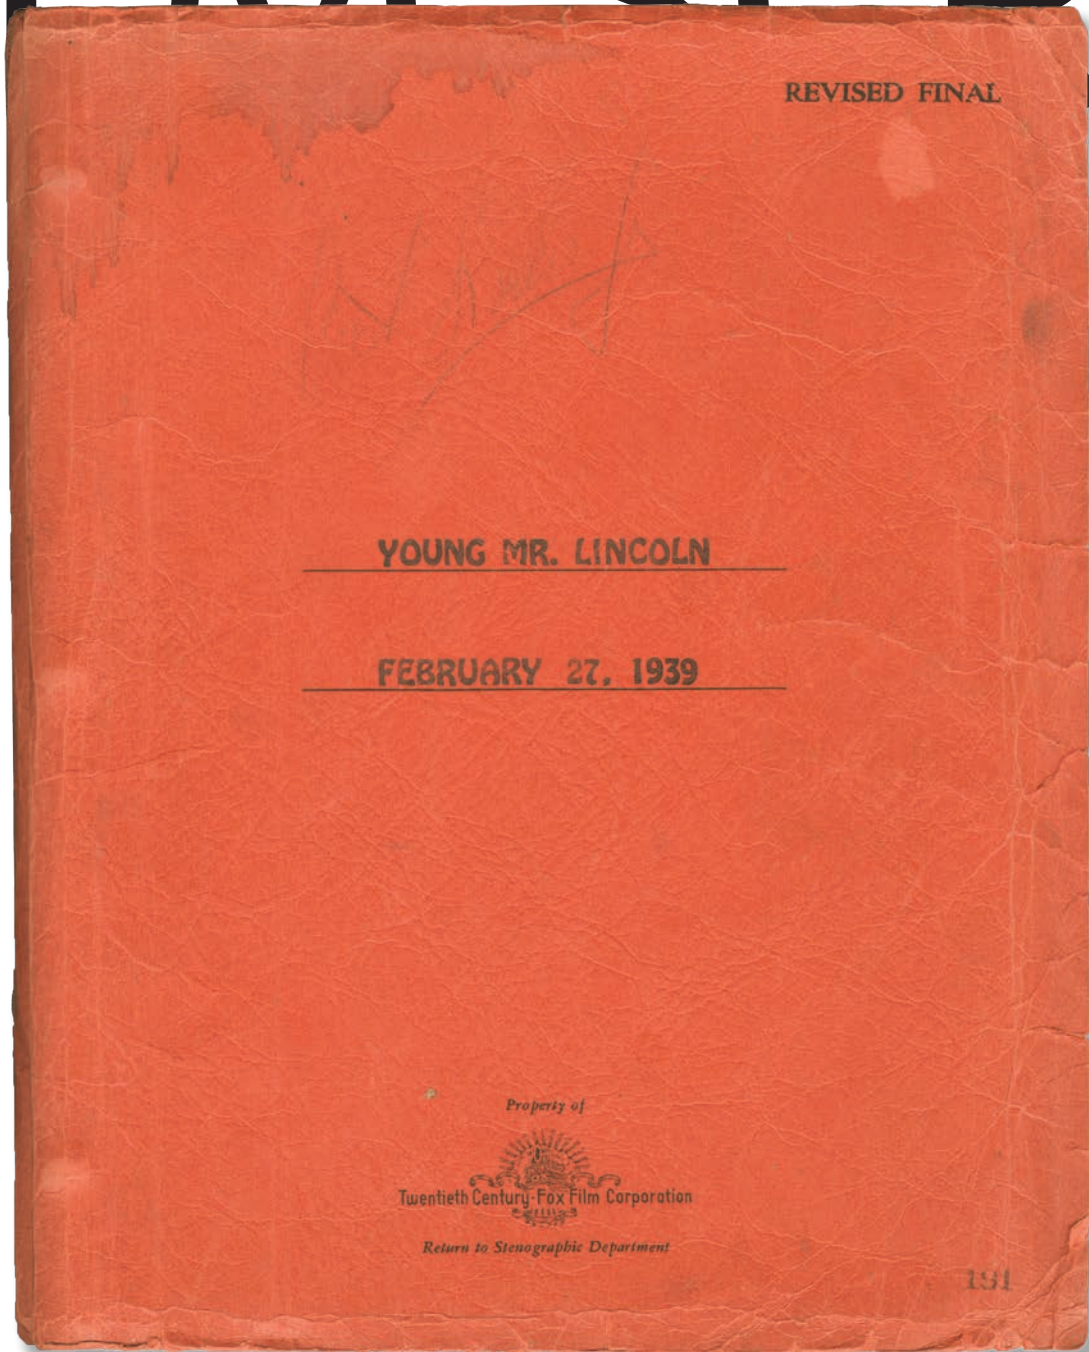 REVISED FINAL
YOUNG MR. LINCOLN
FEBRUARY 27, 1939
Property of
Twentieth Century-Fox Film Corporation
Return to Stenographic Department
191